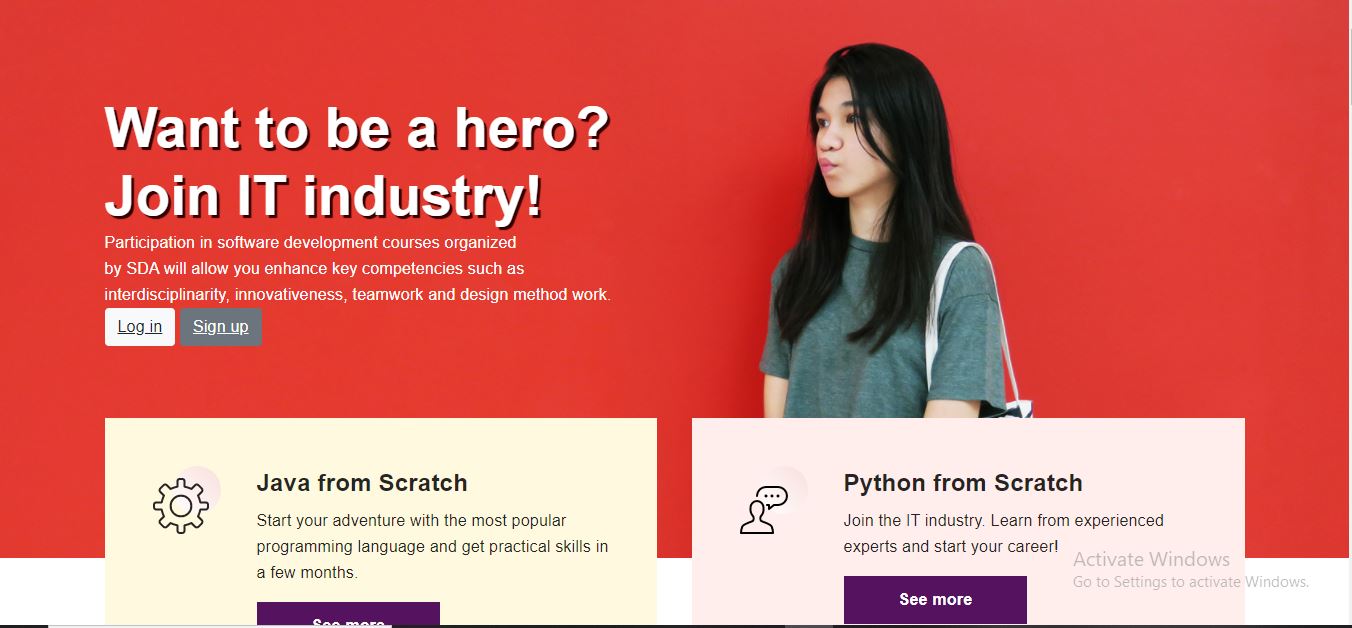 Want to be a hero?
Join IT industry!
Participation in software development courses organized
by SDA will allow you enhance key competencies such as
interdisciplinarity, innovativeness, teamwork and design method work.
Log in Sign up
Java from Scratch
Start your adventure with the most popular
programming language and get practical skills in
a few months.
See more
Python from Scratch
Join the IT industry. Learn from experienced
experts and start your career!
See more
Activate Windows
Go to Settings to activate Windows.